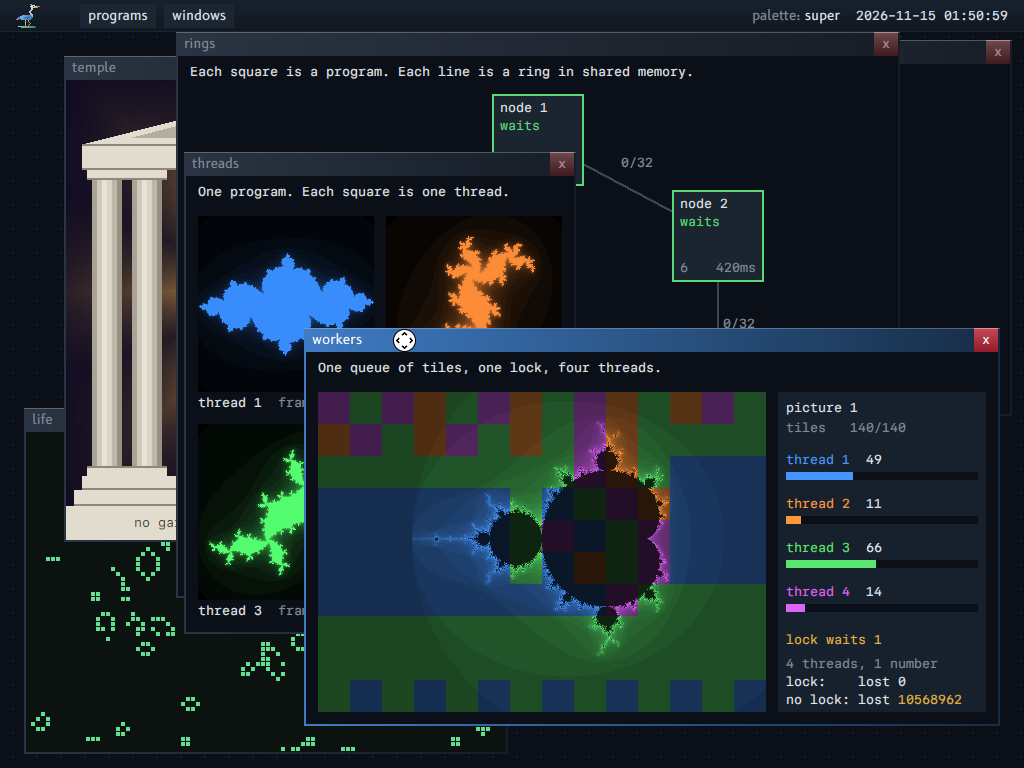 programs windows palette: super 2026-11-15 01:50:59
rings x
x
temple
Each square is a program. Each line is a ring in shared memory.
node 1
waits
0/32
threads x
One program. Each square is one thread.
node 2
waits
6 420ms
0/32
workers x
One queue of tiles, one lock, four threads.
thread 1
picture 1
tiles 140/140
life
thread 1 49
thread 2 11
no
thread 3 66
thread 4 14
thread 3
lock waits 1
4 threads, 1 number
lock: lost 0
no lock: lost 10568962